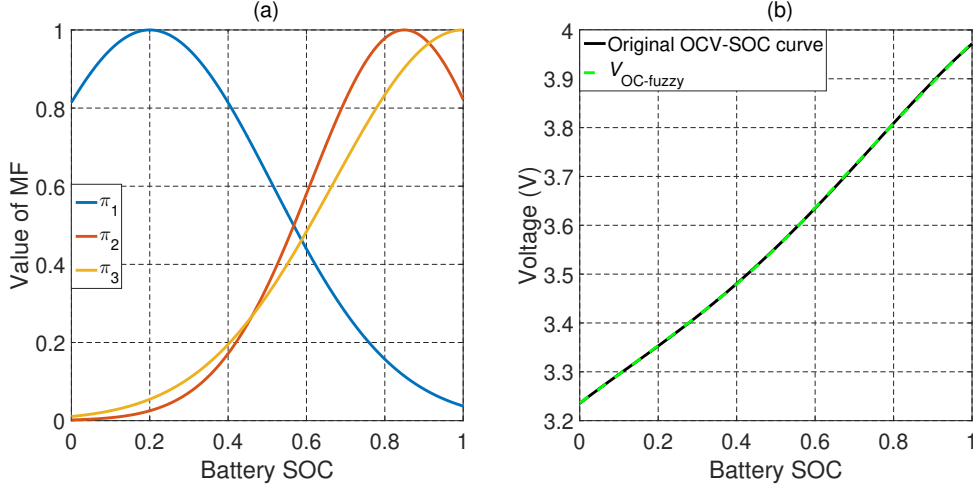 (a)
Value of MF
1
0.8
0.6
0.4
0.2
0
π1
π2
π3
0 0.2 0.4 0.6 0.8 1
Battery SOC
(b)
Voltage (V)
4
3.9
3.8
3.7
3.6
3.5
3.4
3.3
3.2
Original OCV-SOC curve
VOC-fuzzy
0 0.2 0.4 0.6 0.8 1
Battery SOC